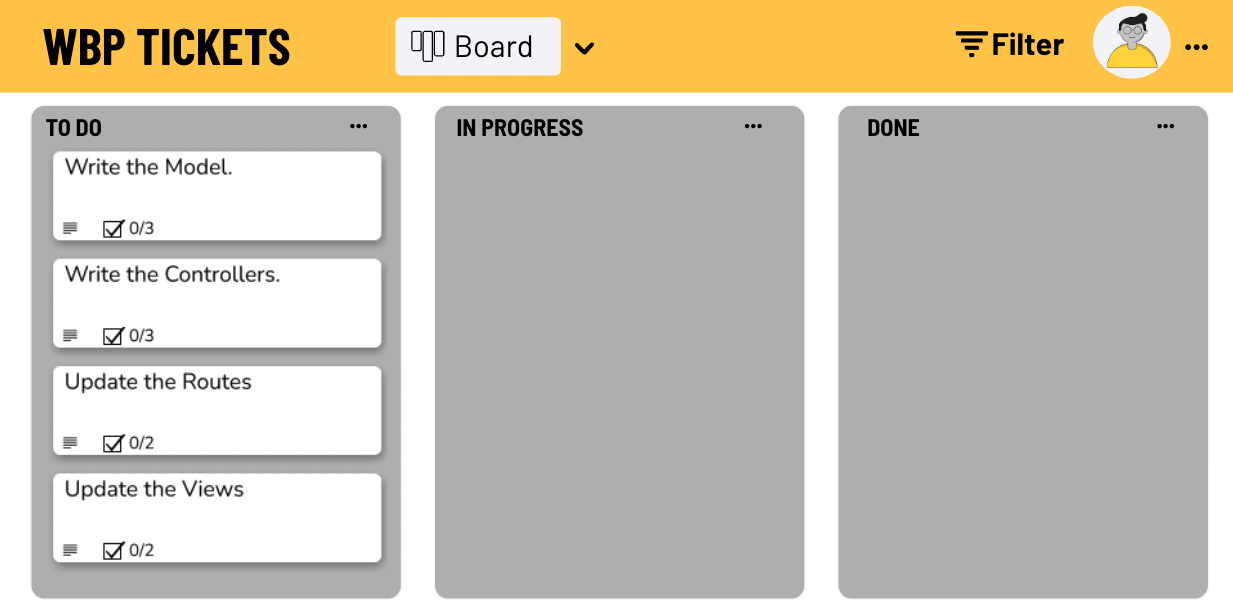 WBP TICKETS
Board
Filter
TO DO
Write the Model.
0/3
Write the Controllers.
0/3
Update the Routes
0/2
Update the Views
0/2
IN PROGRESS
DONE